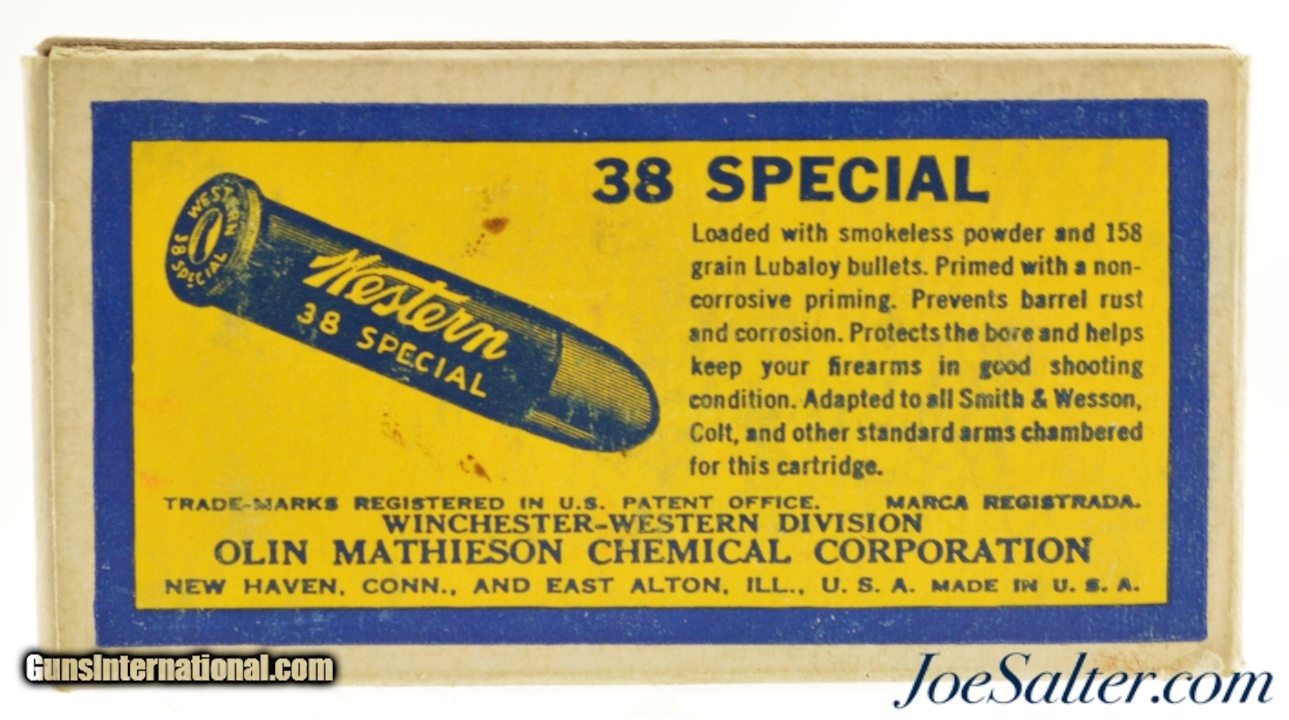 38 SPECIAL
WESTERN
38 SPECIAL
Western
38 SPECIAL
Loaded with smokeless powder and 158
grain Lubaloy bullets. Primed with a non-
corrosive priming. Prevents barrel rust
and corrosion. Protects the bore and helps
keep your firearms in good shooting
condition. Adapted to all Smith & Wesson,
Colt, and other standard arms chambered
for this cartridge.
TRADE-MARKS REGISTERED IN U.S. PATENT OFFICE. MARCA REGISTRADA.
WINCHESTER-WESTERN DIVISION
OLIN MATHIESON CHEMICAL CORPORATION
NEW HAVEN, CONN., AND EAST ALTON, ILL., U. S. A. MADE IN U. S. A.
GunsInternational.com
JoeSalter.com